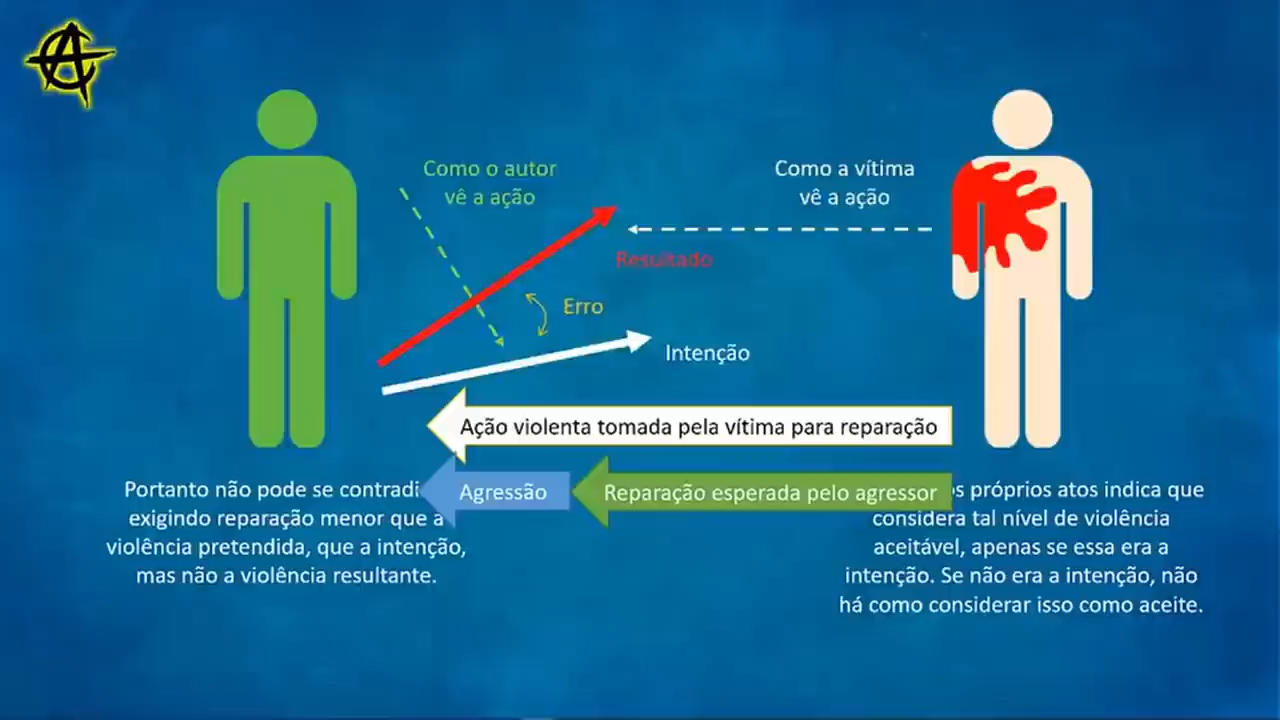 Como o autor
vê a ação
Como a vítima
vê a ação
Resultado
Erro
Intenção
Ação violenta tomada pela vítima para reparação
Agressão
Reparação esperada pelo agressor
Portanto não pode se contradi
exigindo reparação menor que a
violência pretendida, que a intenção,
mas não a violência resultante.
os próprios atos indica que
considera tal nível de violência
aceitável, apenas se essa era a
intenção. Se não era a intenção, não
há como considerar isso como aceite.